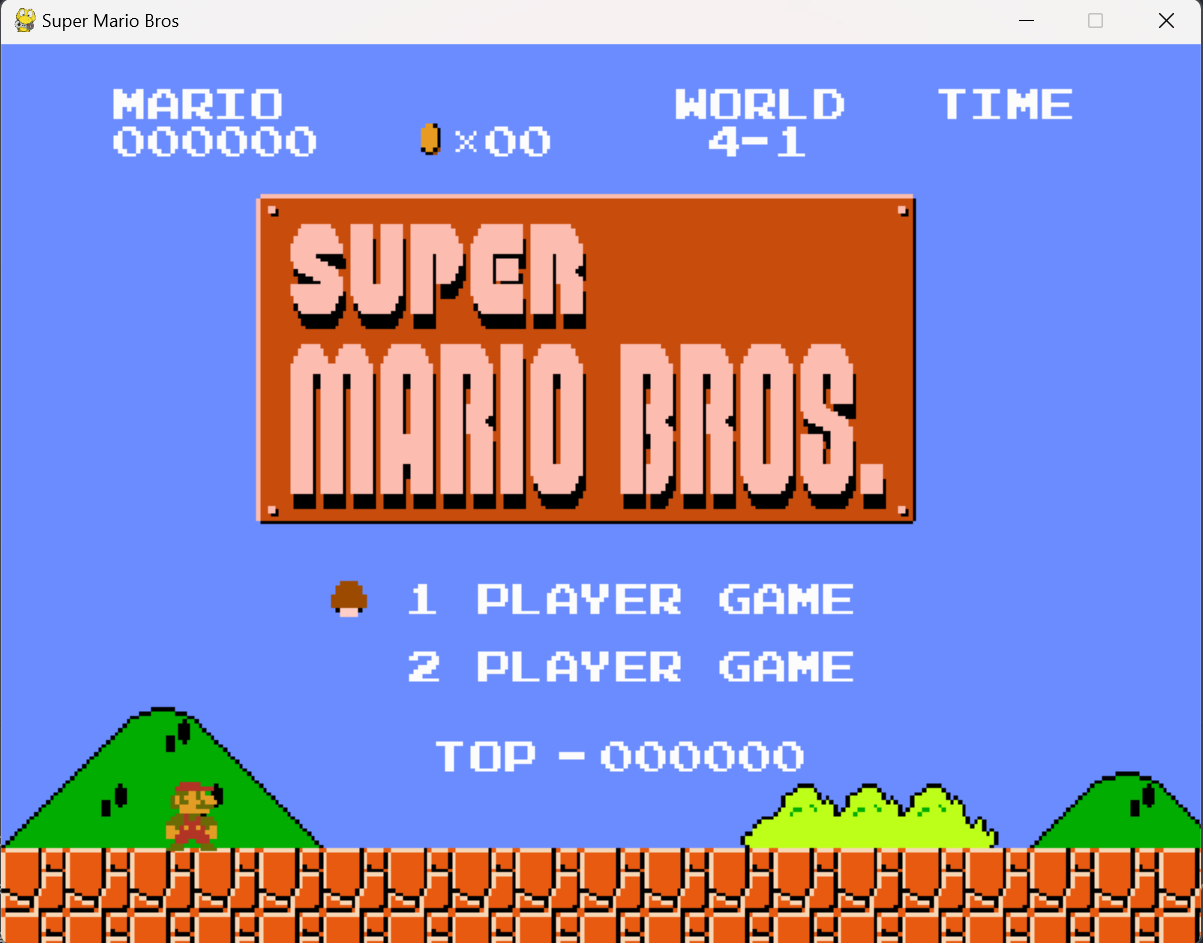 Super Mario Bros
MARIO WORLD TIME
000000 ×00 4-1
SUPER
MARIO BROS.
1 PLAYER GAME
2 PLAYER GAME
TOP - 000000